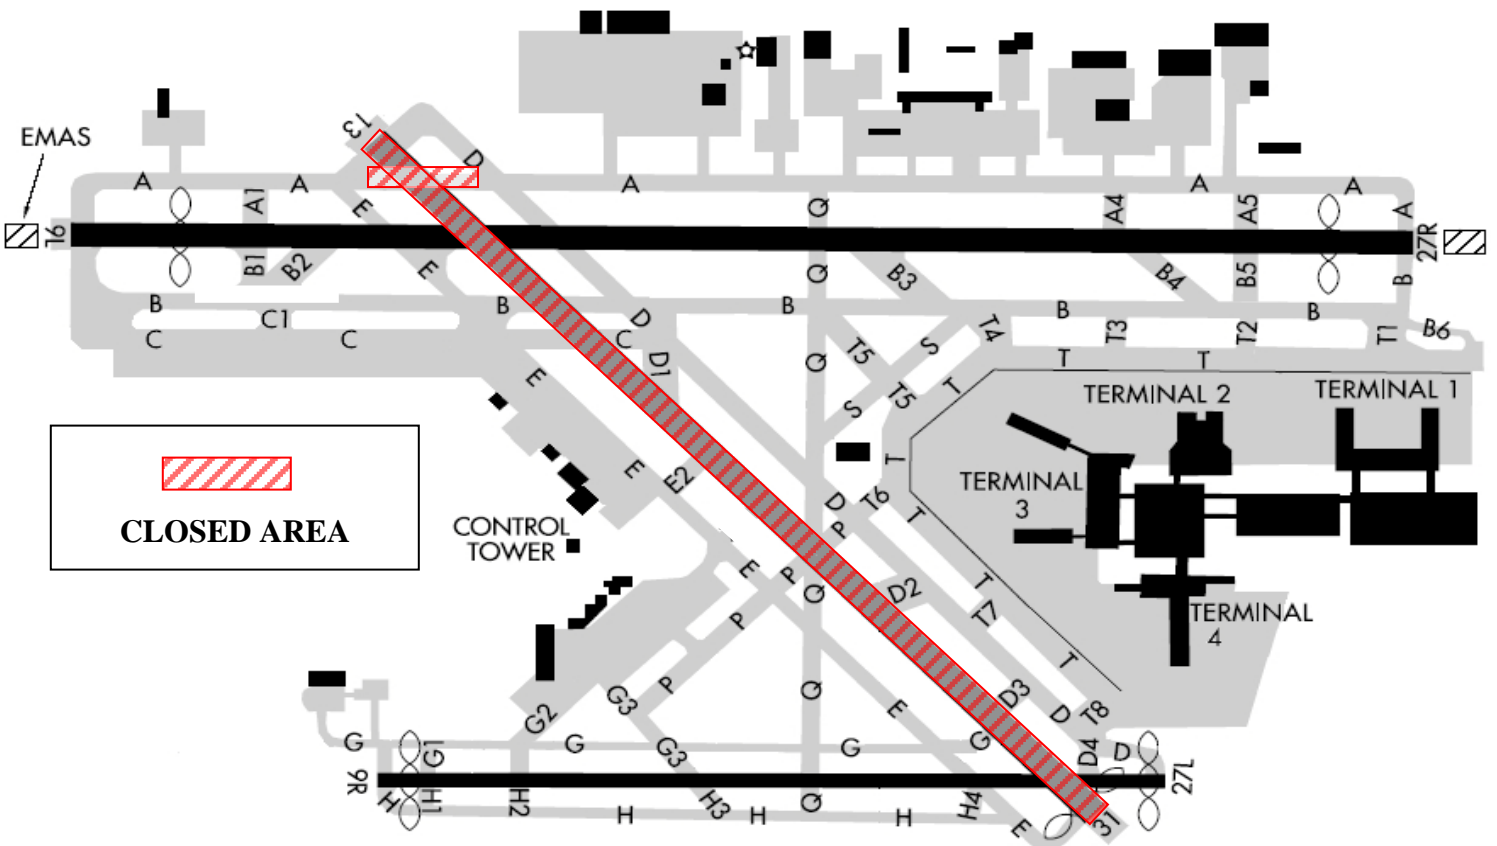 EMAS
13
D
A
A
A
A
A
A1
E
Q
A4
A5
A
9L
27R
E
B1
B2
Q
B3
B4
B5
B
B
B
B
B
B
C1
D
T4
T3
T2
T1
B6
C
C
C
D1
Q
T5
S
T
T
E
T
T5
S
TERMINAL 2
TERMINAL 1
CLOSED AREA
E
E2
T
TERMINAL
3
D
T6
T
P
CONTROL
TOWER
E
P
Q
D2
T
T7
P
TERMINAL
4
P
Q
T
G3
E
D3
D
T8
G2
G
G1
G
G3
G
G
D4
D
9R
27L
H
H1
H2
H3
Q
H4
H
H
H
E
31